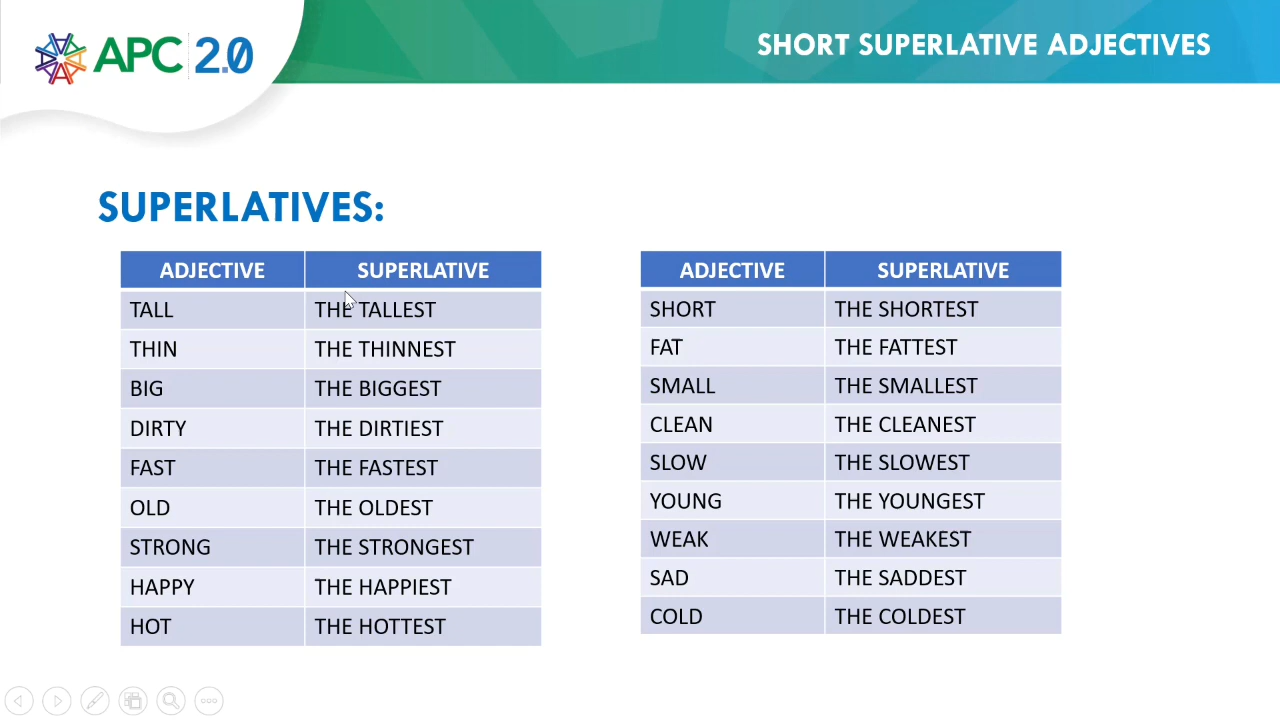 APC 2.0
SHORT SUPERLATIVE ADJECTIVES
SUPERLATIVES:
ADJECTIVE SUPERLATIVE
TALL THE TALLEST
THIN THE THINNEST
BIG THE BIGGEST
DIRTY THE DIRTIEST
FAST THE FASTEST
OLD THE OLDEST
STRONG THE STRONGEST
HAPPY THE HAPPIEST
HOT THE HOTTEST
ADJECTIVE SUPERLATIVE
SHORT THE SHORTEST
FAT THE FATTEST
SMALL THE SMALLEST
CLEAN THE CLEANEST
SLOW THE SLOWEST
YOUNG THE YOUNGEST
WEAK THE WEAKEST
SAD THE SADDEST
COLD THE COLDEST